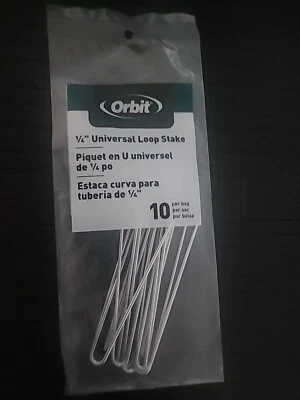 Orbit
¼" Universal Loop Stake
Piquet en U universel
de ¼ po
Estaca curva para
tubería de ¼"
10
per bag
par sac
por bolsa